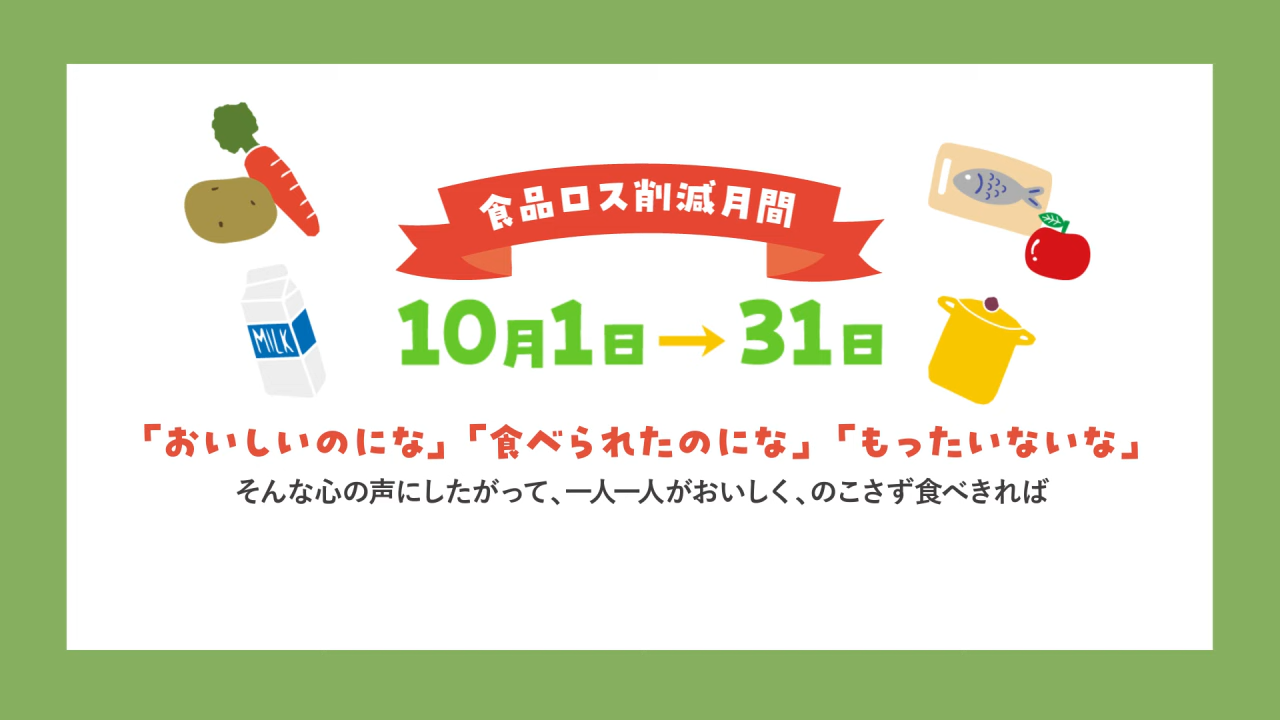 食品ロス削減月間
10月1日→31日
MILK
「おいしいのにな」「食べられたのにな」「もったいないな」
そんな心の声にしたがって、一人一人がおいしく、のこさず食べきれば